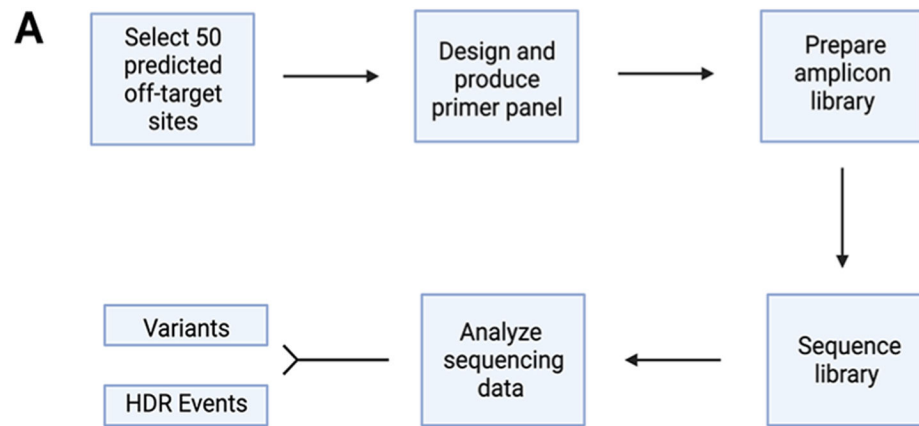 A
Select 50
predicted
off-target
sites
Design and
produce
primer panel
Prepare
amplicon
library
Sequence
library
Analyze
sequencing
data
Variants
HDR Events